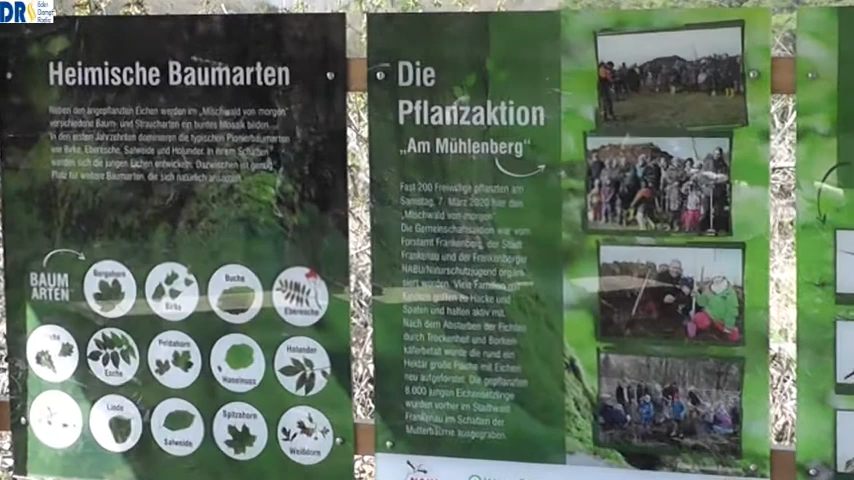 DR
Eder
Dampf
Radio
Heimische Baumarten
Neben den angepflanzten Eichen werden im „Mischwald von morgen"
verschiedene Baum- und Straucharten ein buntes Mosaik bilden.
In den ersten Jahrzehnten dominieren die typischen Pionierbaumarten
wie Birke, Eberesche, Salweide und Holunder. In ihrem Schatten
werden sich die jungen Eichen entwickeln. Dazwischen ist genug
Platz für weitere Baumarten, die sich natürlich ansamen.
BAUM
ARTEN
Bergahorn
Birke
Buche
Eberesche
Esche
Feldahorn
Haselnuss
Holunder
Linde
Salweide
Spitzahorn
Weißdorn
Die
Pflanzaktion
„Am Mühlenberg"
Fast 200 Freiwillige pflanzten am
Samstag, 7. März 2020 hier den
„Mischwald von morgen".
Die Gemeinschaftsaktion war vom
Forstamt Frankenberg, der Stadt
Frankenau und der Frankenberger
NABU/Naturschutzjugend organi-
siert worden. Viele Familien mit
Kindern griffen zu Hacke und
Spaten und halfen aktiv mit.
Nach dem Absterben der Fichten
durch Trockenheit und Borken-
käferbefall wurde die rund ein
Hektar große Fläche mit Eichen
neu aufgeforstet. Die gepflanzten
8.000 jungen Eichensetzlinge
wurden vorher im Stadtwald
Frankenau im Schatten der
Mutterbäume ausgegraben.